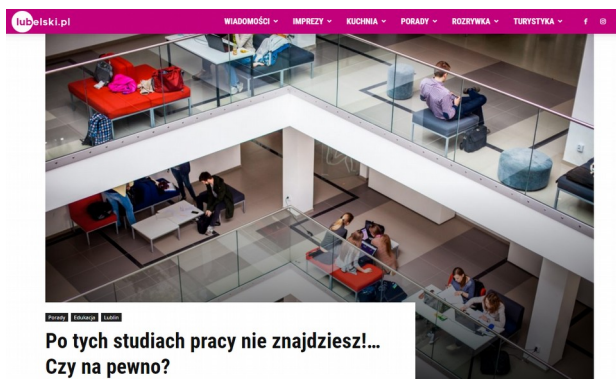 lubelski.pl
WIADOMOŚCI IMPREZY KUCHNIA PORADY ROZRYWKA TURYSTYKA
Porady Edukacja Lublin
Po tych studiach pracy nie znajdziesz!...
Czy na pewno?